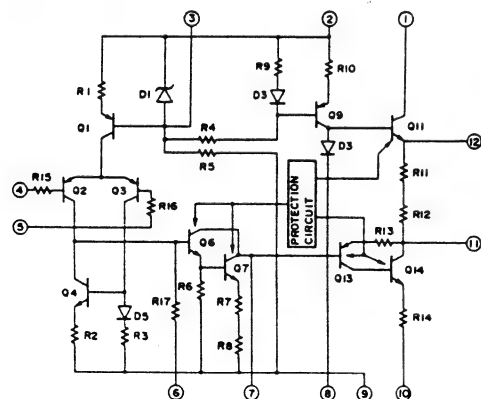 3
2
1
R1
D1
R9
D3
R10
Q9
Q11
Q1
R4
R5
D3
12
R15
4
Q2
Q3
R16
5
R11
R12
PROTECTION
CIRCUIT
R13
11
Q6
Q7
Q13
Q14
Q4
R17
R6
R7
D5
R2
R3
R8
R14
6
7
8
9
10